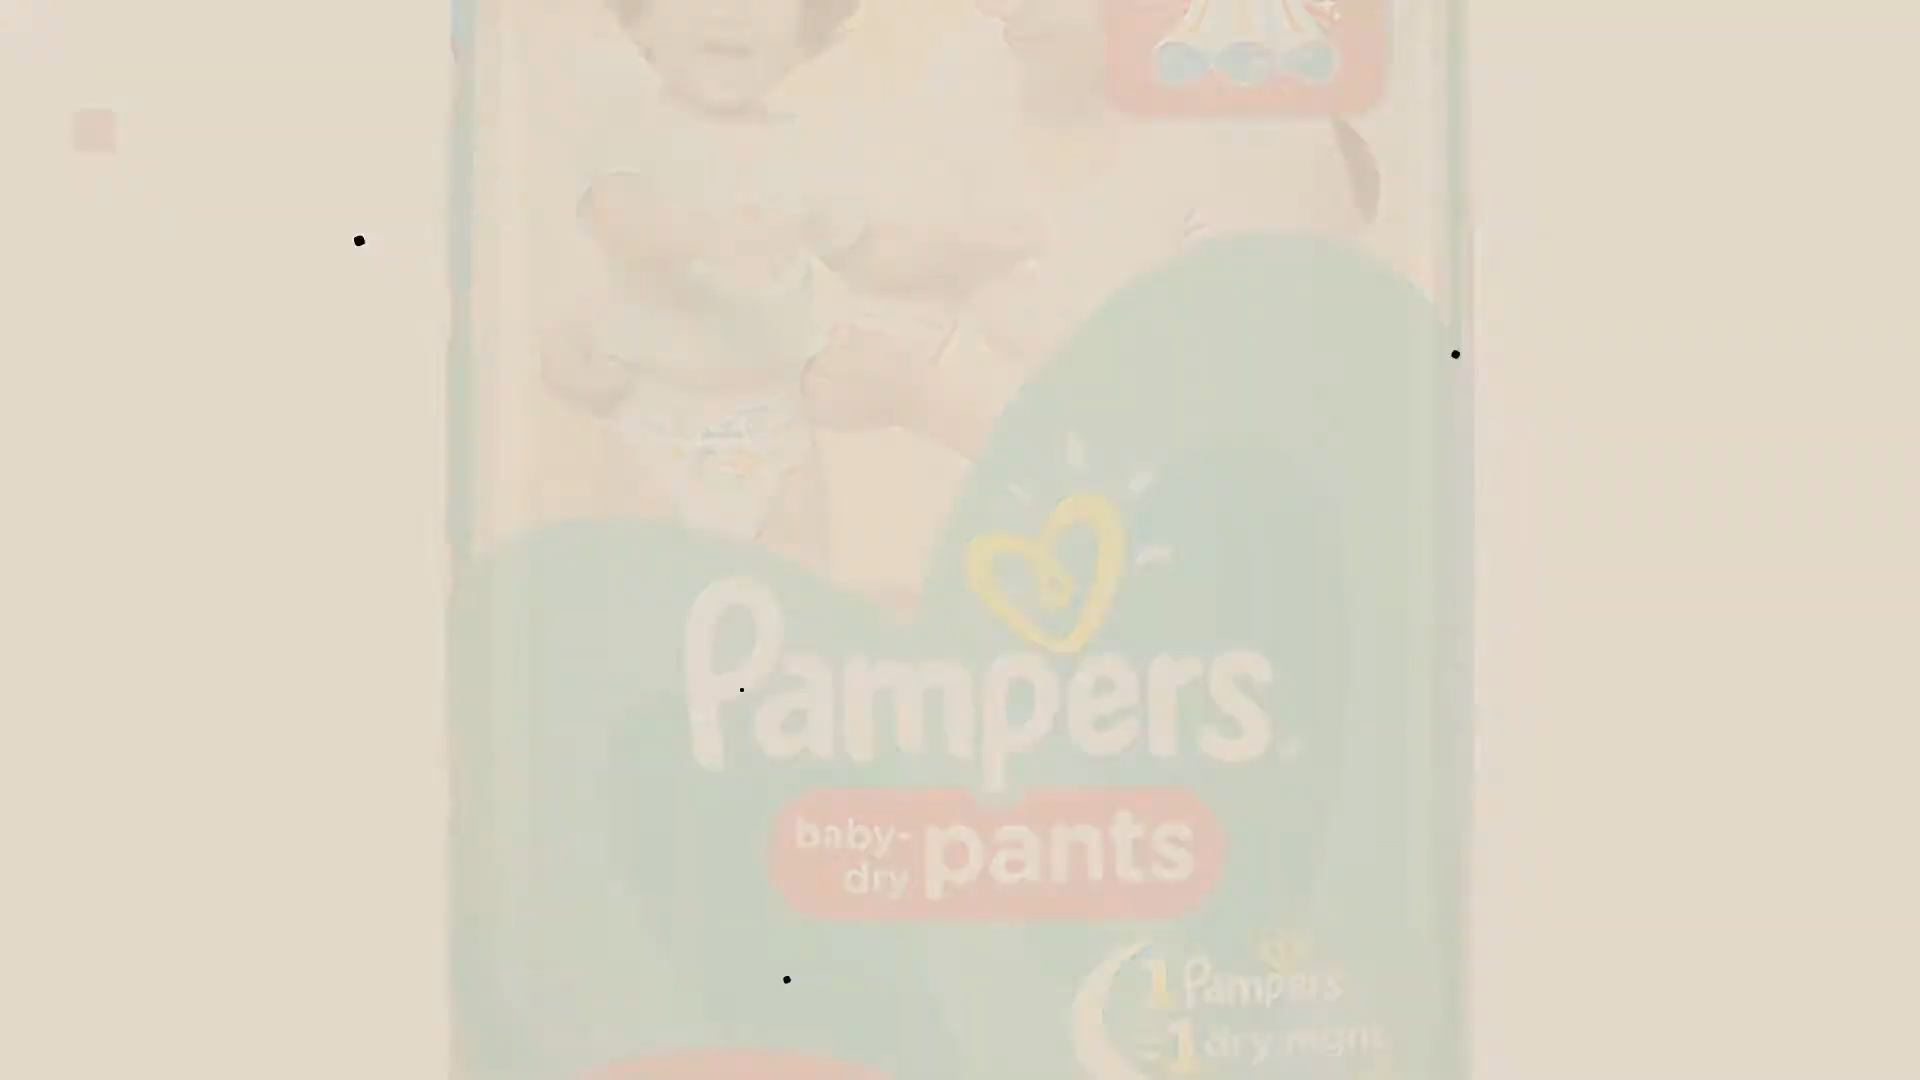 Pampers
baby-
dry pants
1 Pampers
=1 dry night